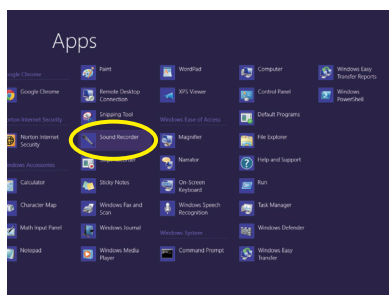 Apps
Google Chrome
Google Chrome
Norton Internet Security
Norton Internet
Security
Windows Accessories
Calculator
Character Map
Math Input Panel
Notepad
Paint
Remote Desktop
Connection
Snipping Tool
Sound Recorder
Sticky Notes
Windows Fax and
Scan
Windows Journal
Windows Media
Player
WordPad
XPS Viewer
Windows Ease of Access
Magnifier
Narrator
On-Screen
Keyboard
Windows Speech
Recognition
Windows System
Command Prompt
Computer
Control Panel
Default Programs
File Explorer
Help and Support
Run
Task Manager
Windows Defender
Windows Easy
Transfer
Windows Easy
Transfer Reports
Windows
PowerShell